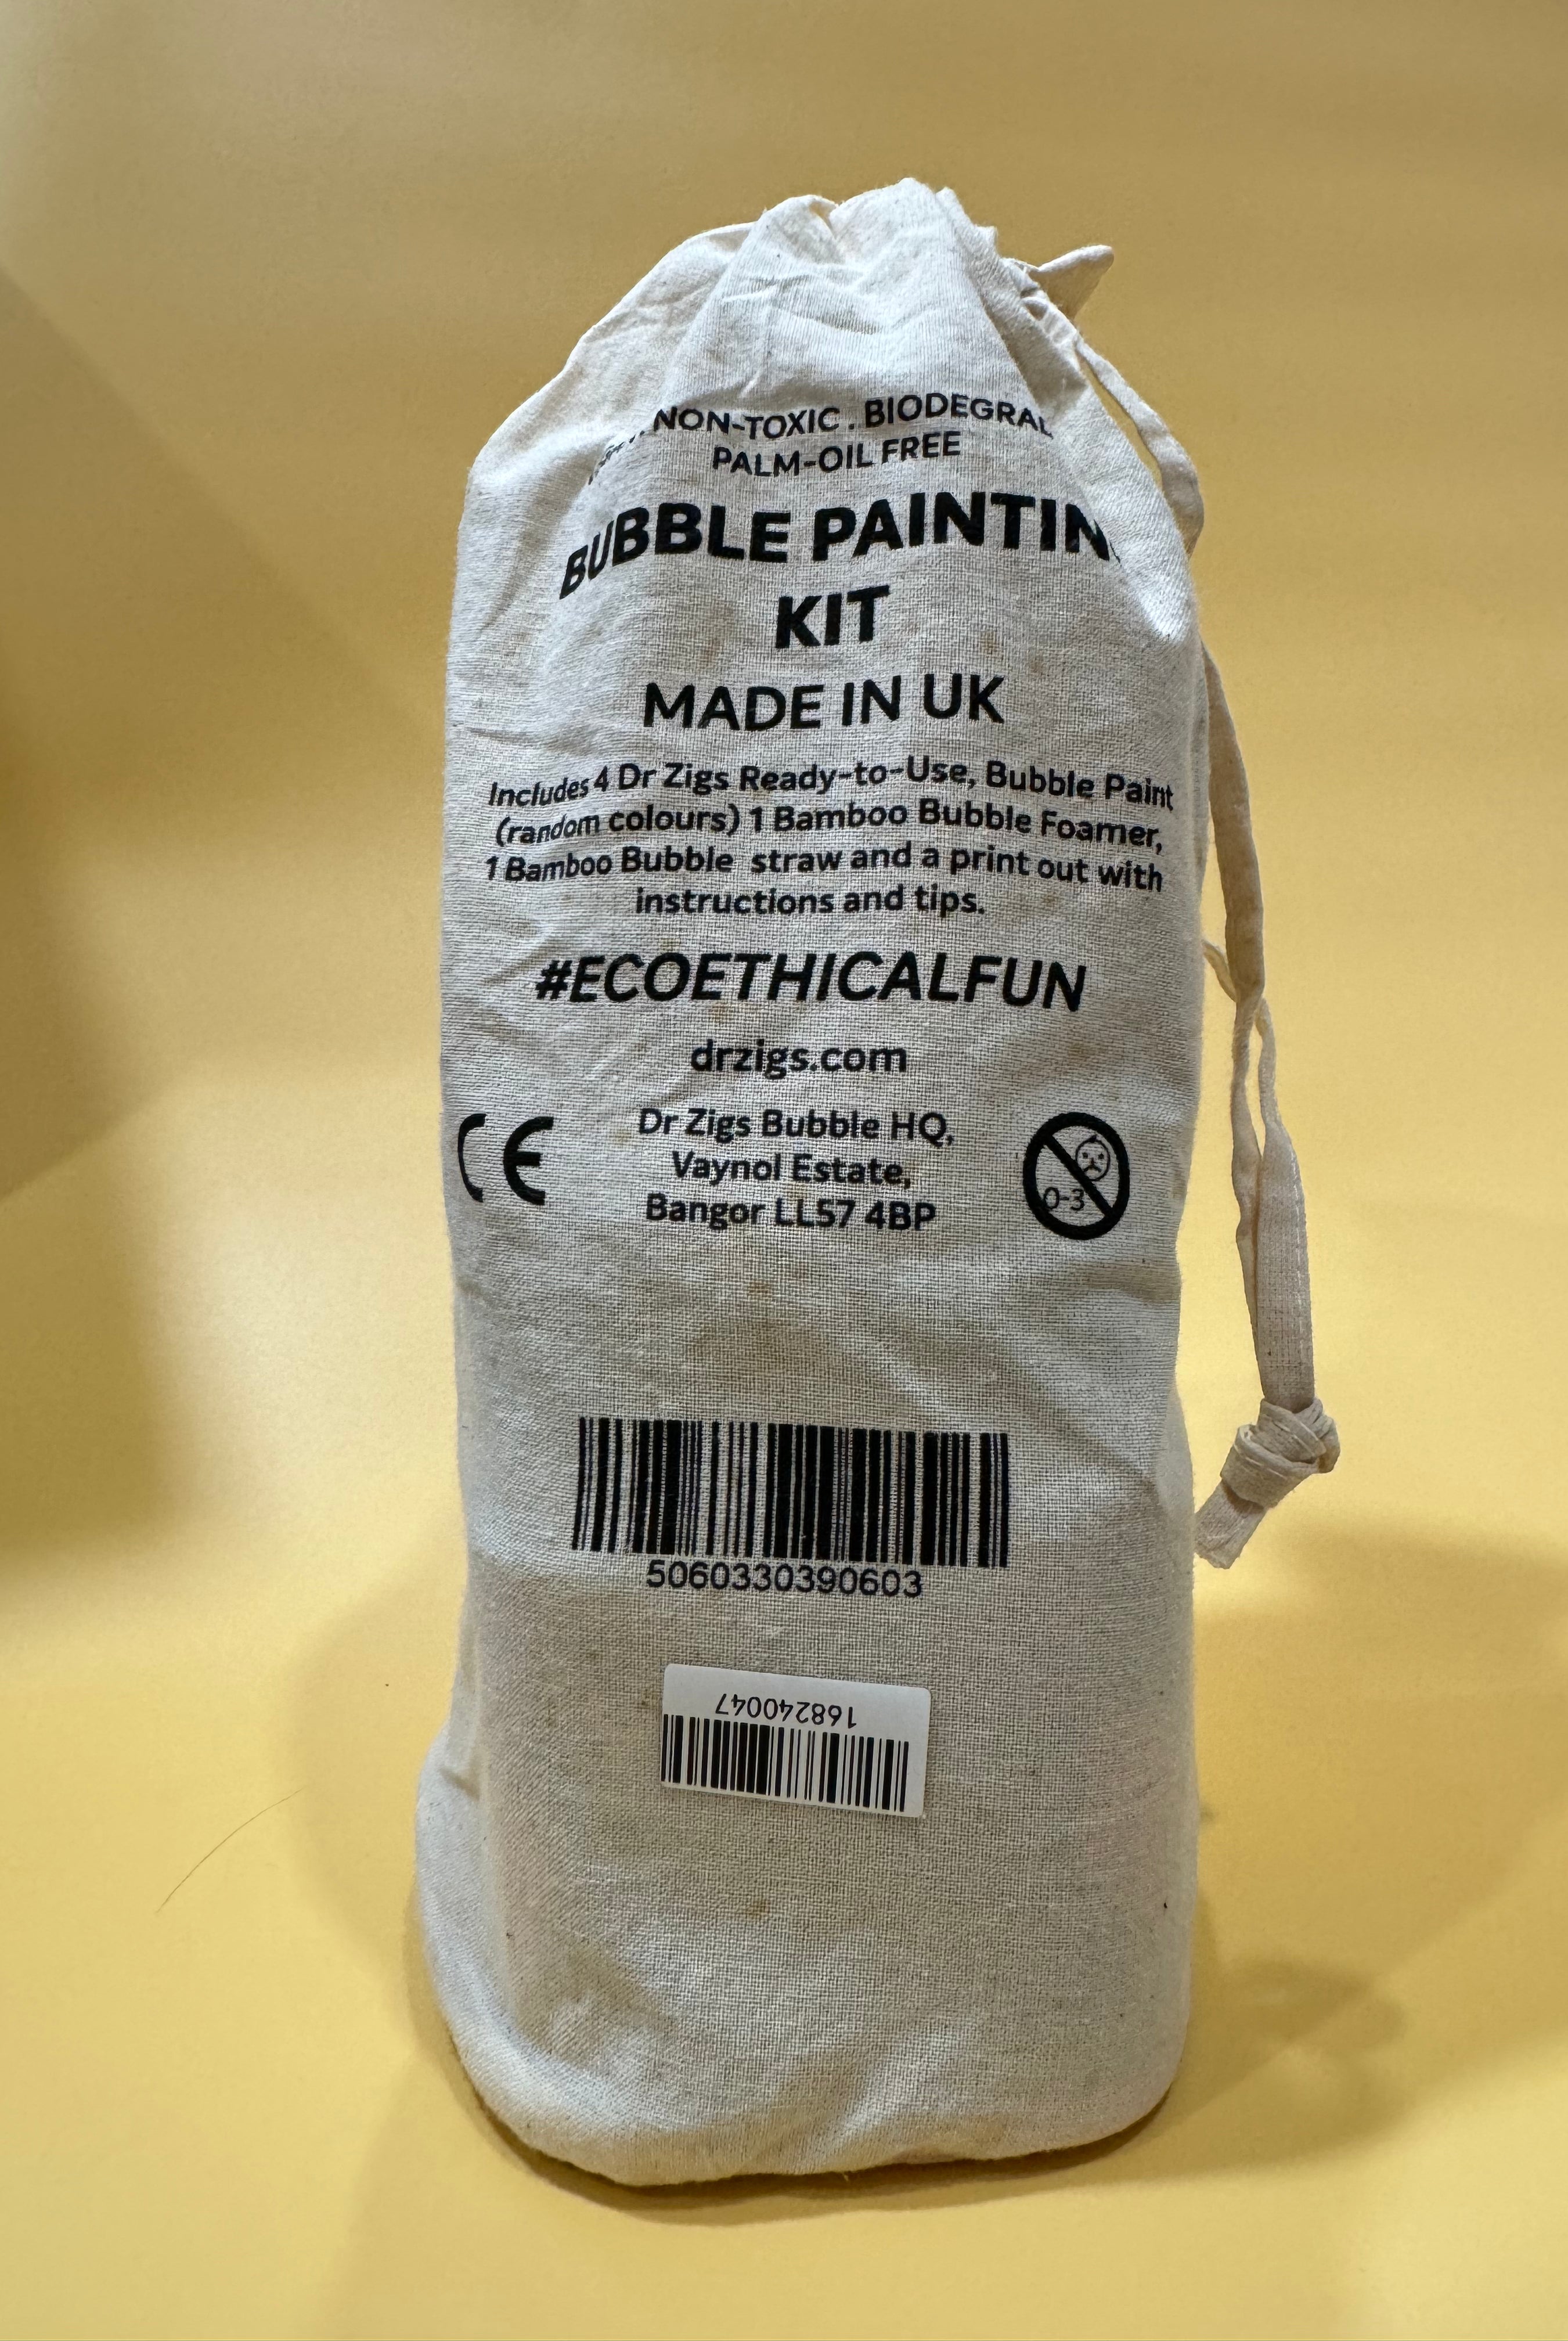 NON-TOXIC . BIODEGRA
PALM-OIL FREE
BUBBLE PAINTIN
KIT
MADE IN UK
Includes 4 Dr Zigs Ready-to-Use, Bubble Paint
(random colours) 1 Bamboo Bubble Foamer,
1 Bamboo Bubble straw and a print out with
instructions and tips.
#ECOETHICALFUN
drzigs.com
CE
Dr Zigs Bubble HQ,
Vaynol Estate,
Bangor LL57 4BP
0-3
5060330390603
168240047